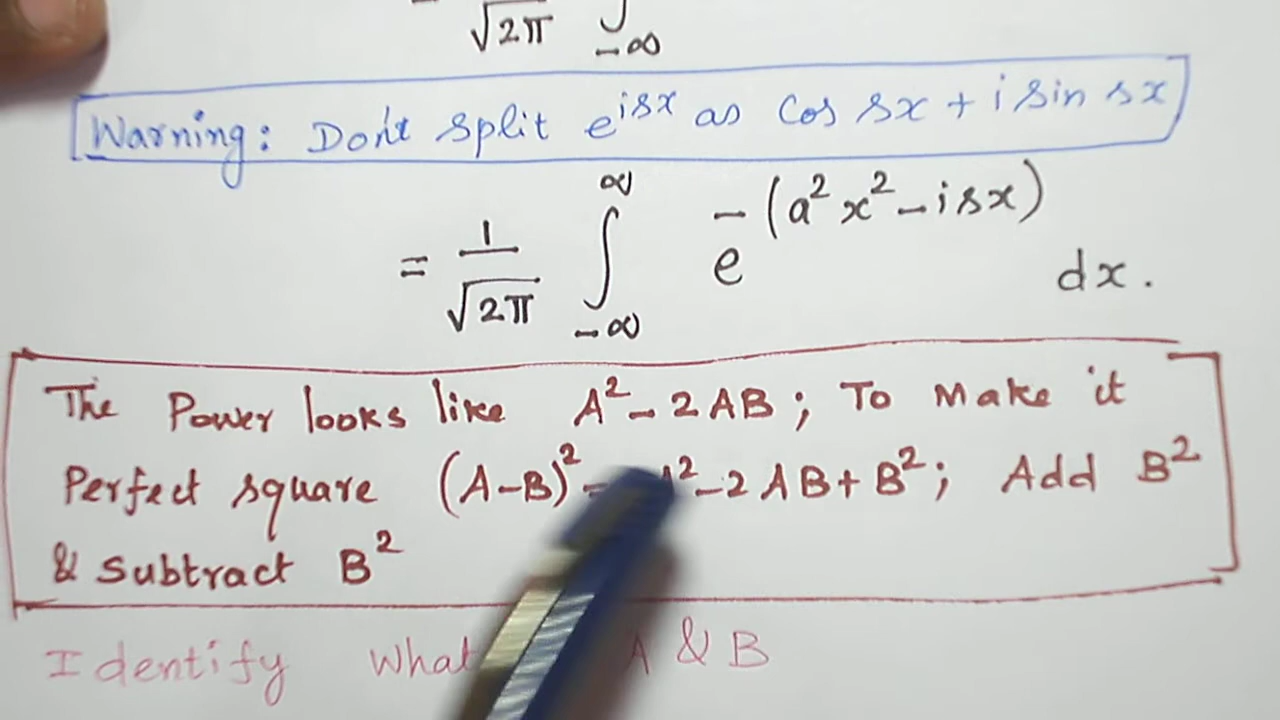 √2π ∫ -∞
Warning: Don't split e^{isx} as Cos sx + i sin sx
= 1/√2π ∫_{-∞}^{∞} e^{-(a²x² - isx)} dx.
The Power looks like A² - 2AB; To Make it
Perfect square (A-B)² = A² - 2AB + B²; Add B²
& Subtract B²
Identify What A & B